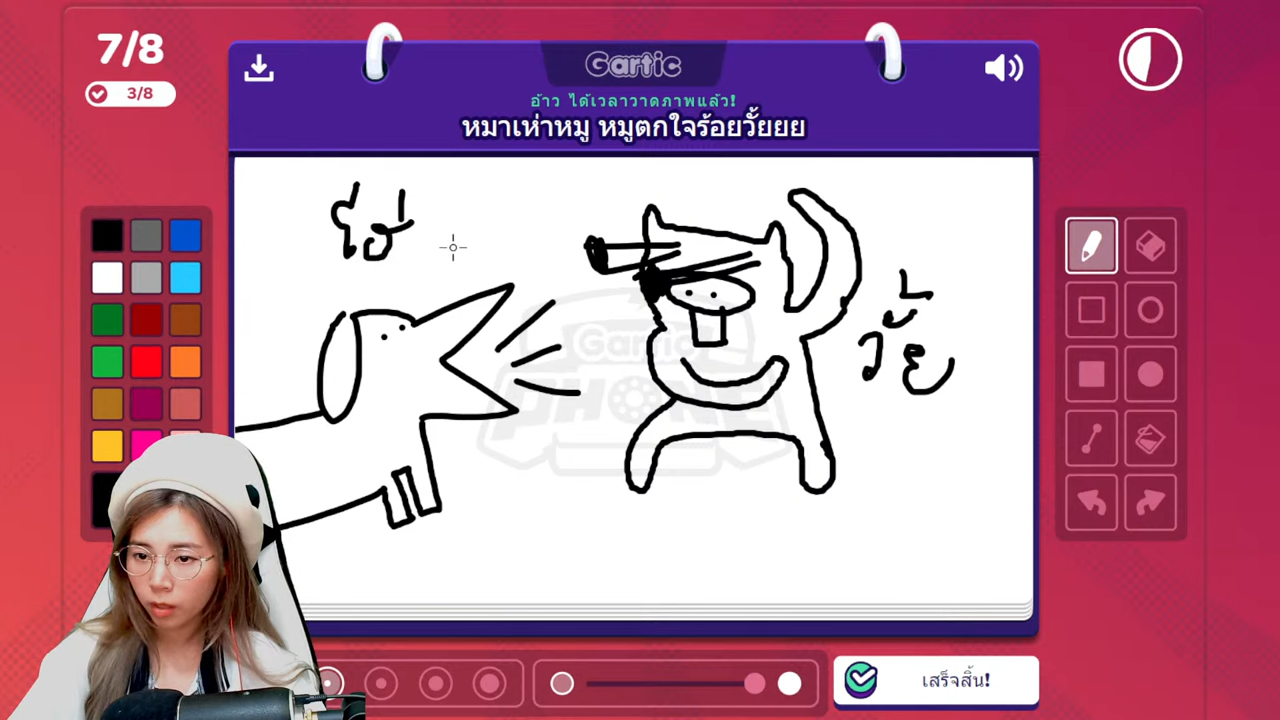 7/8
3/8
Gartic
อ้าว ได้เวลาวาดภาพแล้ว!
หมาเห่าหมู หมูตกใจร้อยวั้ยยย
Gartic
PHONE
วั้ย
เสร็จสิ้น!